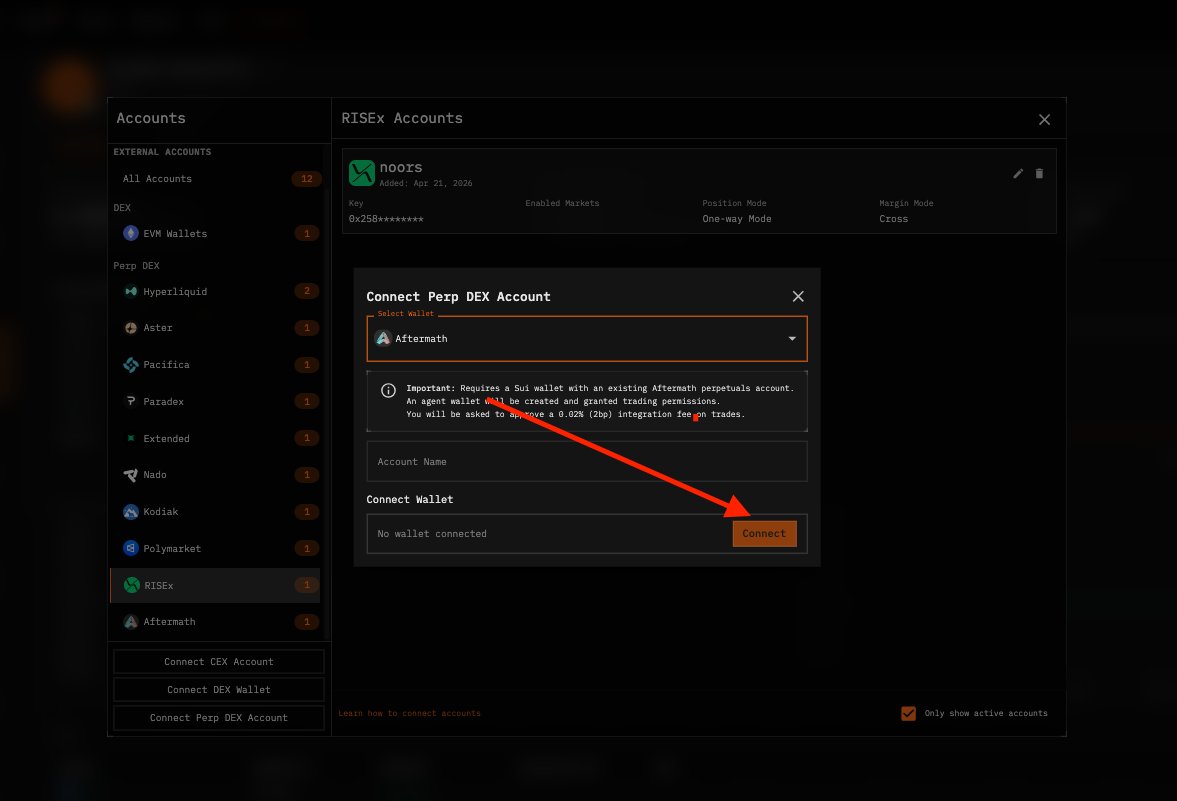 Accounts
EXTERNAL ACCOUNTS
All Accounts 12
DEX
EVM Wallets 1
Perp DEX
Hyperliquid 2
Aster 1
Pacifica 1
Paradex 1
Extended 1
Nado 1
Kodiak 1
Polymarket 1
RISEx 1
Aftermath 1
Connect CEX Account
Connect DEX Wallet
Connect Perp DEX Account
RISEx Accounts
noors
Added: Apr 21, 2026
Key Enabled Markets Position Mode Margin Mode
0x258******** One-way Mode Cross
Connect Perp DEX Account
Select Wallet
Aftermath
Important: Requires a Sui wallet with an existing Aftermath perpetuals account.
An agent wallet will be created and granted trading permissions.
You will be asked to approve a 0.02% (2bp) integration fee on trades.
Account Name
Connect Wallet
No wallet connected Connect
Learn how to connect accounts
Only show active accounts